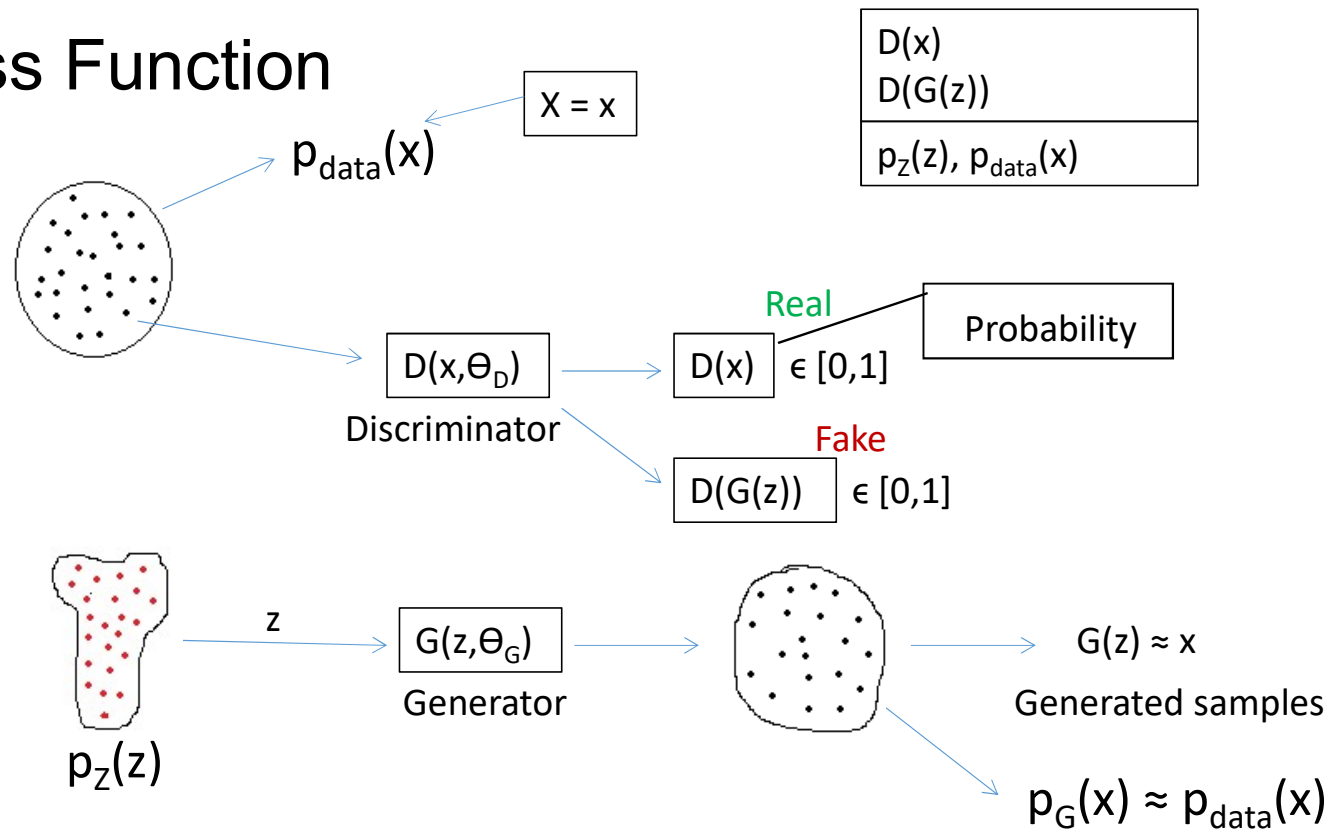 ss Function
X = x
p_data(x)
D(x)
D(G(z))
p_Z(z), p_data(x)
Real
Probability
D(x,ϴ_D)
D(x)
ϵ [0,1]
Discriminator
Fake
D(G(z))
ϵ [0,1]
z
G(z,ϴ_G)
G(z) ≈ x
Generator
Generated samples
p_Z(z)
p_G(x) ≈ p_data(x)